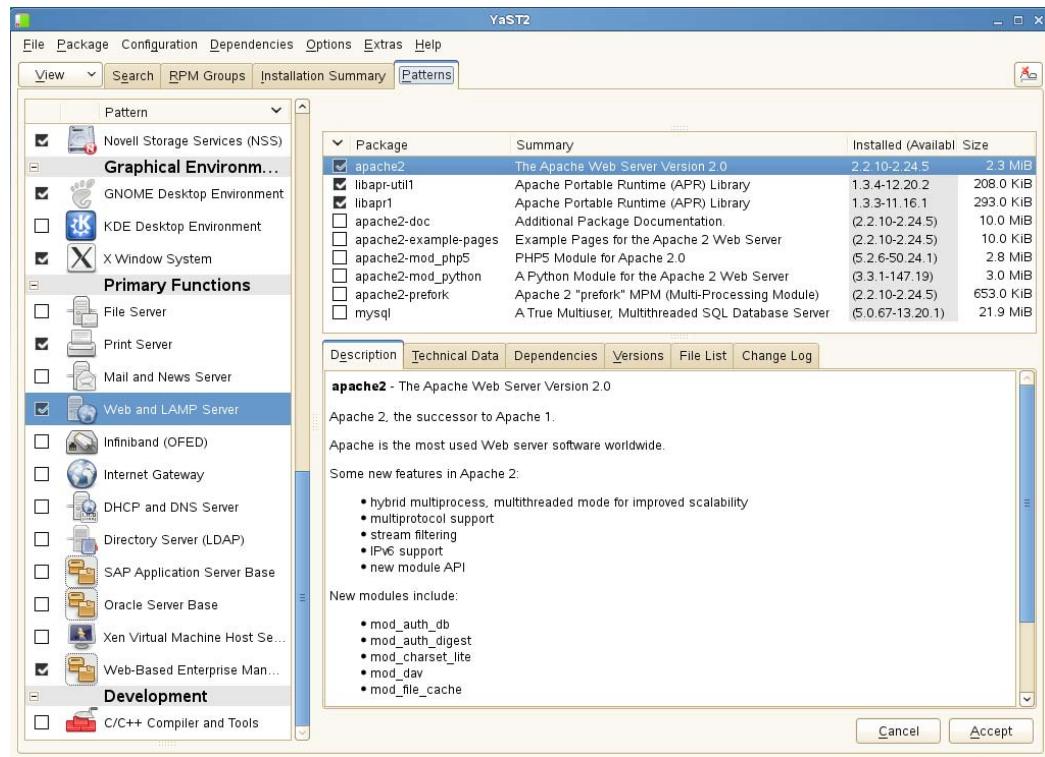 YaST2
File Package Configuration Dependencies Options Extras Help
View Search RPM Groups Installation Summary Patterns
Pattern
Novell Storage Services (NSS)
Graphical Environm...
GNOME Desktop Environment
KDE Desktop Environment
X Window System
Primary Functions
File Server
Print Server
Mail and News Server
Web and LAMP Server
Infiniband (OFED)
Internet Gateway
DHCP and DNS Server
Directory Server (LDAP)
SAP Application Server Base
Oracle Server Base
Xen Virtual Machine Host Se...
Web-Based Enterprise Man...
Development
C/C++ Compiler and Tools
Package Summary Installed (Availabl Size
apache2 The Apache Web Server Version 2.0 2.2.10-2.24.5 2.3 MiB
libapr-util1 Apache Portable Runtime (APR) Library 1.3.4-12.20.2 208.0 KiB
libapr1 Apache Portable Runtime (APR) Library 1.3.3-11.16.1 293.0 KiB
apache2-doc Additional Package Documentation. (2.2.10-2.24.5) 10.0 MiB
apache2-example-pages Example Pages for the Apache 2 Web Server (2.2.10-2.24.5) 10.0 KiB
apache2-mod_php5 PHP5 Module for Apache 2.0 (5.2.6-50.24.1) 2.8 MiB
apache2-mod_python A Python Module for the Apache 2 Web Server (3.3.1-147.19) 3.0 MiB
apache2-prefork Apache 2 "prefork" MPM (Multi-Processing Module) (2.2.10-2.24.5) 653.0 KiB
mysql A True Multiuser, Multithreaded SQL Database Server (5.0.67-13.20.1) 21.9 MiB
Description Technical Data Dependencies Versions File List Change Log
apache2 - The Apache Web Server Version 2.0
Apache 2, the successor to Apache 1.
Apache is the most used Web server software worldwide.
Some new features in Apache 2:
• hybrid multiprocess, multithreaded mode for improved scalability
• multiprotocol support
• stream filtering
• IPv6 support
• new module API
New modules include:
• mod_auth_db
• mod_auth_digest
• mod_charset_lite
• mod_dav
• mod_file_cache
Cancel Accept